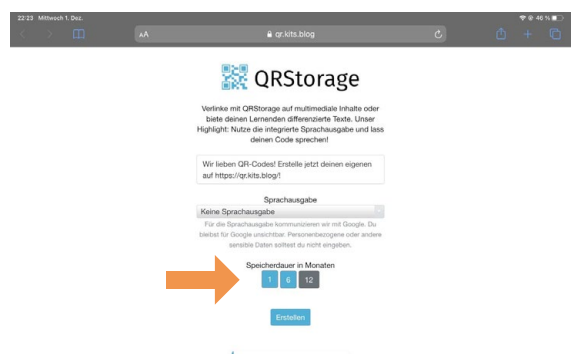 22:23 Mittwoch 1. Dez.
46 %
AA
qr.kits.blog
QRStorage
Verlinke mit QRStorage auf multimediale Inhalte oder
biete deinen Lernenden differenzierte Texte. Unser
Highlight: Nutze die integrierte Sprachausgabe und lass
deinen Code sprechen!
Wir lieben QR-Codes! Erstelle jetzt deinen eigenen
auf https://qr.kits.blog/!
Sprachausgabe
Keine Sprachausgabe
Für die Sprachausgabe kommunizieren wir mit Google. Du
bleibst für Google unsichtbar. Personenbezogene oder andere
sensible Daten solltest du nicht eingeben.
Speicherdauer in Monaten
1 6 12
Erstellen